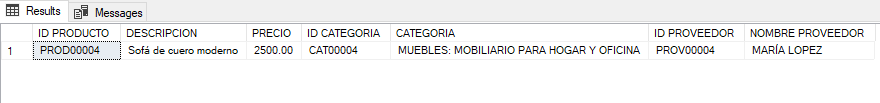 Results Messages
ID PRODUCTO DESCRIPCION PRECIO ID CATEGORIA CATEGORIA ID PROVEEDOR NOMBRE PROVEEDOR
1 PROD00004 Sofá de cuero moderno 2500.00 CAT00004 MUEBLES: MOBILIARIO PARA HOGAR Y OFICINA PROV00004 MARÍA LOPEZ